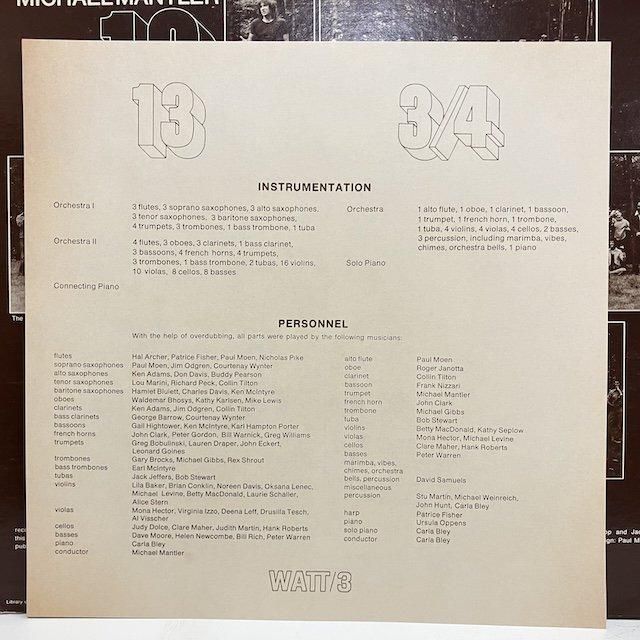 MICHAEL MANTLER
13
13
3/4
INSTRUMENTATION
Orchestra I 3 flutes, 3 soprano saxophones, 3 alto saxophones,
3 tenor saxophones, 3 baritone saxophones,
4 trumpets, 3 trombones, 1 bass trombone, 1 tuba
Orchestra II 4 flutes, 3 oboes, 3 clarinets, 1 bass clarinet,
3 bassoons, 4 french horns, 4 trumpets,
3 trombones, 1 bass trombone, 2 tubas, 16 violins,
10 violas, 8 cellos, 8 basses
Connecting Piano
Orchestra 1 alto flute, 1 oboe, 1 clarinet, 1 bassoon,
1 trumpet, 1 french horn, 1 trombone,
1 tuba, 4 violins, 4 violas, 4 cellos, 2 basses,
3 percussion, including marimba, vibes,
chimes, orchestra bells, 1 piano
Solo Piano
PERSONNEL
With the help of overdubbing, all parts were played by the following musicians:
flutes Hal Archer, Patrice Fisher, Paul Moen, Nicholas Pike
soprano saxophones Paul Moen, Jim Odgren, Courtenay Wynter
alto saxophones Ken Adams, Don Davis, Buddy Pearson
tenor saxophones Lou Marini, Richard Peck, Collin Tilton
baritone saxophones Hamiet Bluiett, Charles Davis, Ken McIntyre
oboes Waldemar Bhosys, Kathy Karlsen, Mike Lewis
clarinets Ken Adams, Jim Odgren, Collin Tilton
bass clarinets George Barrow, Courtenay Wynter
bassoons Gail Hightower, Ken McIntyre, Karl Hampton Porter
french horns John Clark, Peter Gordon, Bill Warnick, Greg Williams
trumpets Greg Bobulinski, Lauren Draper, John Eckert,
Leonard Goines
trombones Gary Brocks, Michael Gibbs, Rex Shrout
bass trombones Earl McIntyre
tubas Jack Jeffers, Bob Stewart
violins Lila Baker, Brian Conklin, Noreen Davis, Oksana Lenec,
Michael Levine, Betty MacDonald, Laurie Schaller,
Alice Stern
violas Mona Hector, Virginia Izzo, Deena Leff, Drusilla Tesch,
Al Visscher
cellos Judy Dolce, Clare Maher, Judith Martin, Hank Roberts
basses Dave Moore, Helen Newcombe, Bill Rich, Peter Warren
piano Carla Bley
conductor Michael Mantler
alto flute Paul Moen
oboe Roger Janotta
clarinet Collin Tilton
bassoon Frank Nizzari
trumpet Michael Mantler
french horn John Clark
trombone Michael Gibbs
tuba Bob Stewart
violins Betty MacDonald, Kathy Seplow
violas Mona Hector, Michael Levine
cellos Clare Maher, Hank Roberts
basses Peter Warren
marimba, vibes,
chimes, orchestra
bells, percussion David Samuels
miscellaneous
percussion Stu Martin, Michael Weinreich,
John Hunt, Carla Bley
harp Patrice Fisher
piano Ursula Oppens
solo piano Carla Bley
conductor Carla Bley
WATT/3
The
reco
this
on
Library
op and Jac
ign: Paul M